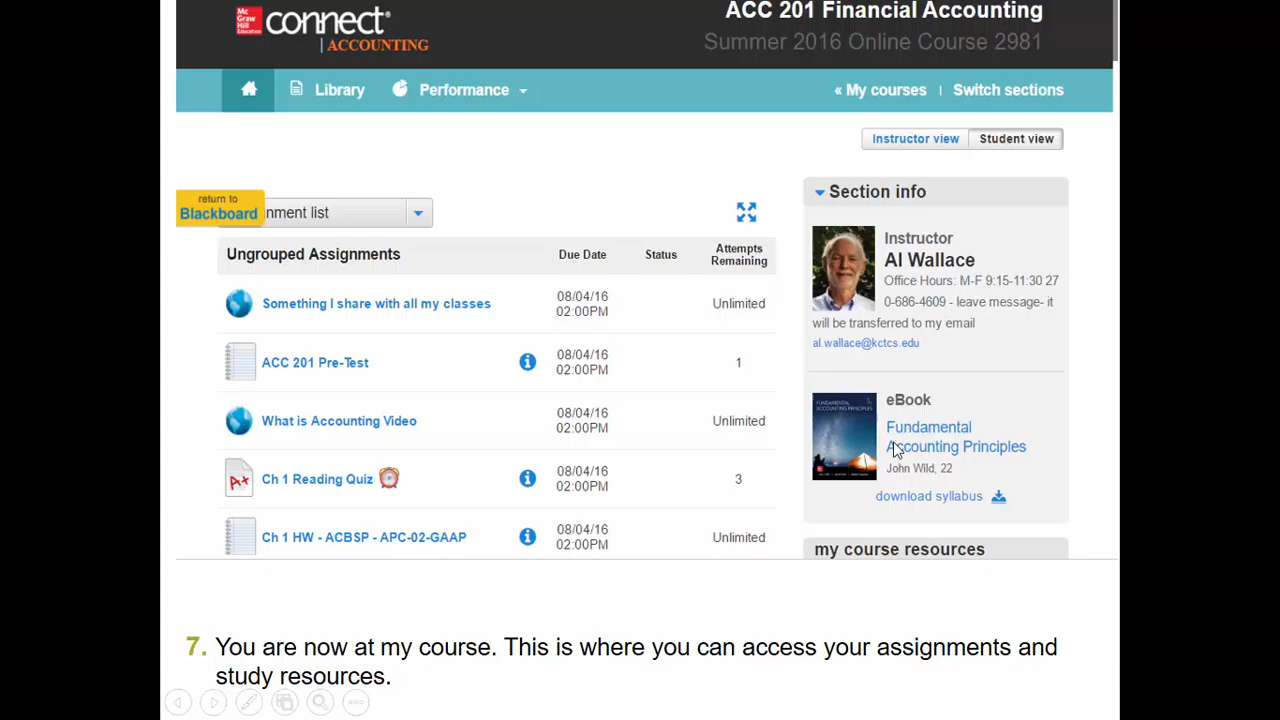 Mc
Graw
Hill
Education
connect
| ACCOUNTING
ACC 201 Financial Accounting
Summer 2016 Online Course 2981
Library
Performance
« My courses | Switch sections
Instructor view
Student view
return to
Blackboard
nment list
Ungrouped Assignments
Due Date
Status
Attempts
Remaining
Something I share with all my classes
08/04/16
02:00PM
Unlimited
ACC 201 Pre-Test
08/04/16
02:00PM
1
What is Accounting Video
08/04/16
02:00PM
Unlimited
A+
Ch 1 Reading Quiz
08/04/16
02:00PM
3
Ch 1 HW - ACBSP - APC-02-GAAP
08/04/16
02:00PM
Unlimited
Section info
Instructor
Al Wallace
Office Hours: M-F 9:15-11:30 27
0-686-4609 - leave message- it
will be transferred to my email
al.wallace@kctcs.edu
FUNDAMENTAL
ACCOUNTING PRINCIPLES
eBook
Fundamental
Accounting Principles
John Wild, 22
download syllabus
my course resources
7. You are now at my course. This is where you can access your assignments and
study resources.